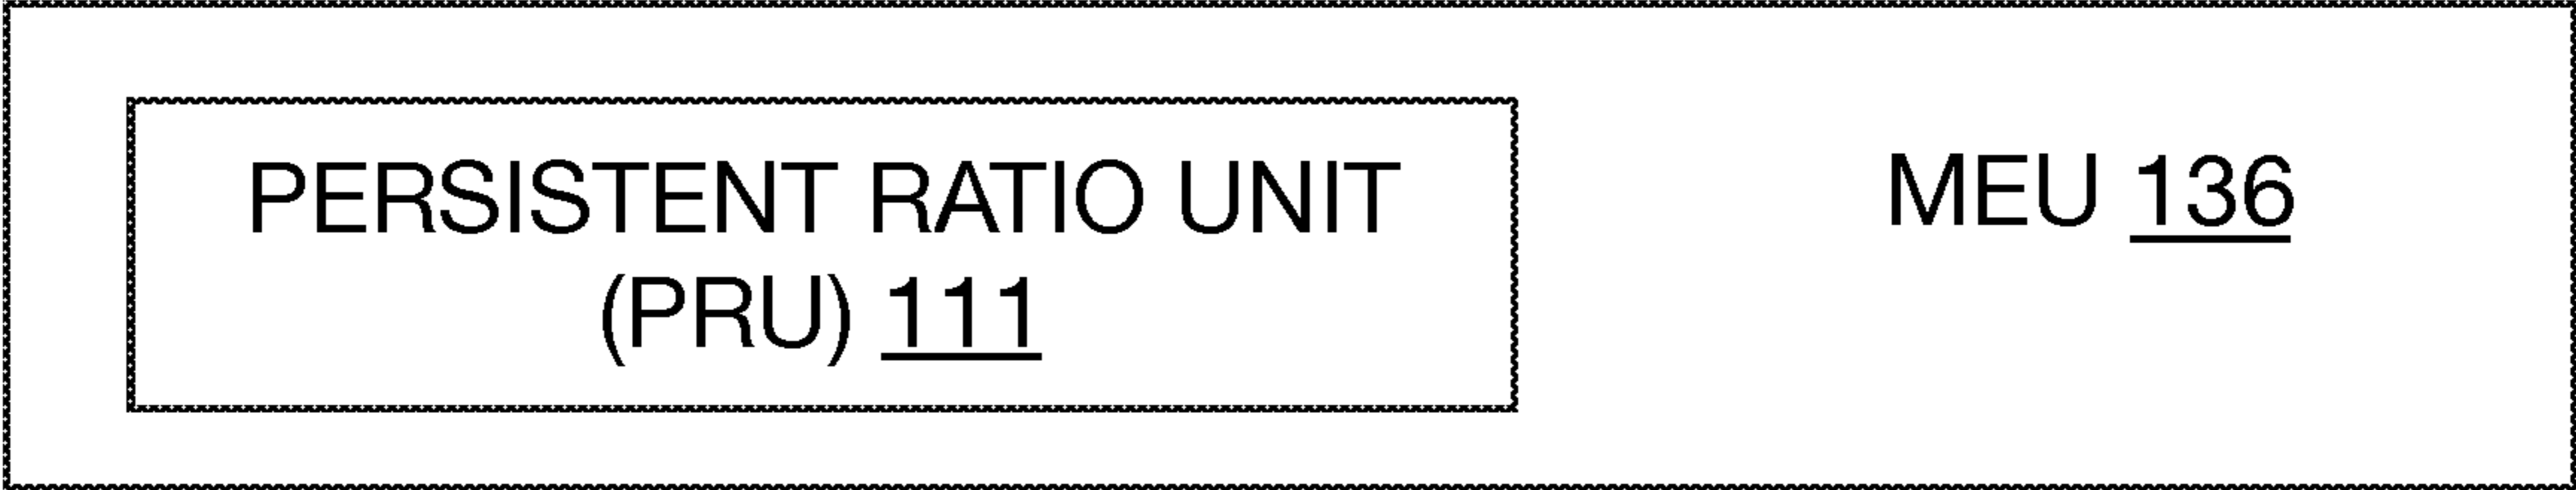 PERSISTENT RATIO UNIT
(PRU) 111
MEU 136